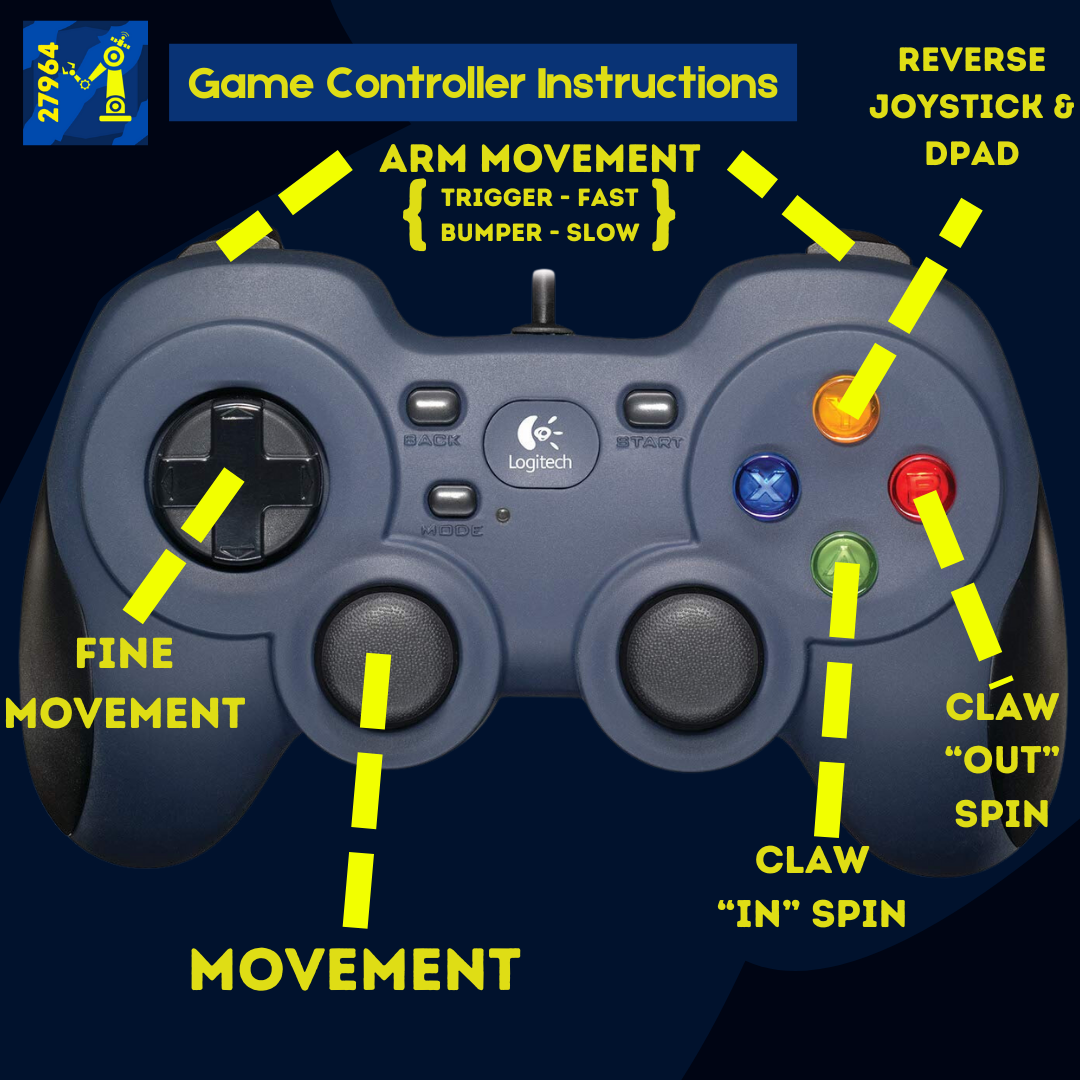 27964
Game Controller Instructions
REVERSE
JOYSTICK &
DPAD
ARM MOVEMENT
{ TRIGGER - FAST }
BUMPER - SLOW
BACK
START
Logitech
MODE
Y
X
B
A
FINE
MOVEMENT
CLAW
“OUT”
SPIN
CLAW
“IN” SPIN
MOVEMENT